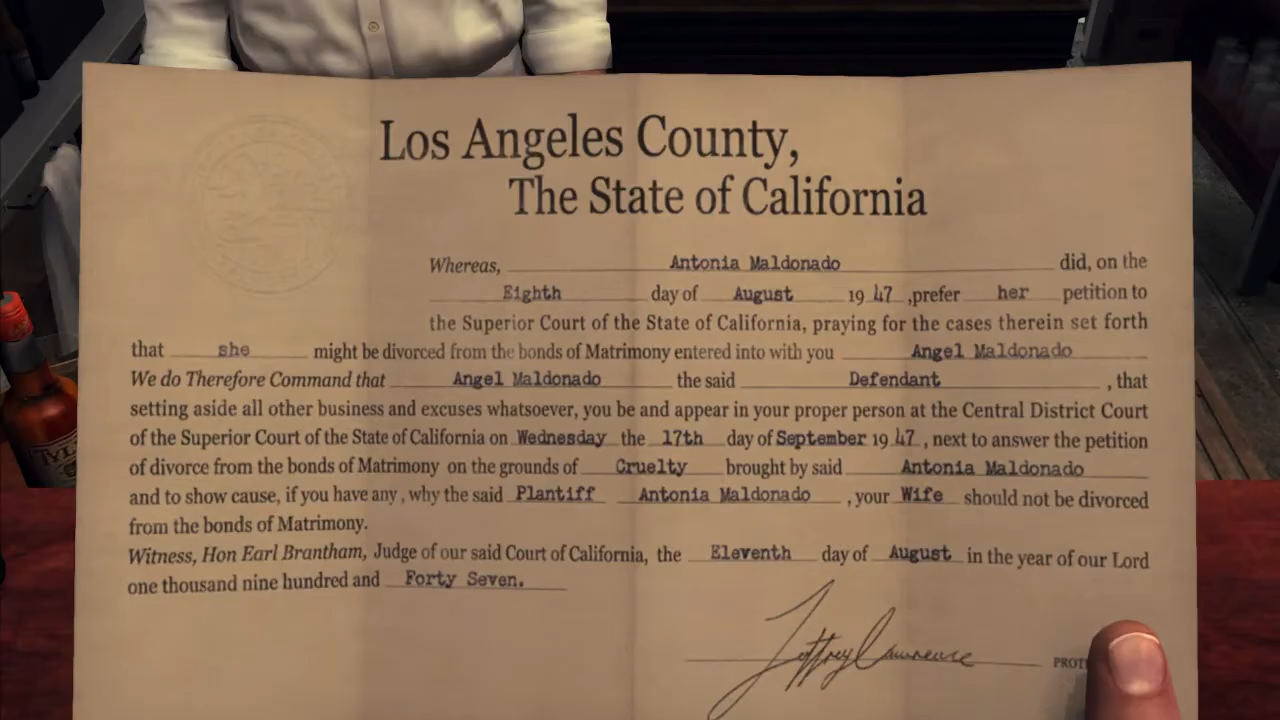 Los Angeles County,
The State of California
Whereas, Antonia Maldonado did, on the
Eighth day of August 19 47 ,prefer her petition to
the Superior Court of the State of California, praying for the cases therein set forth
that she might be divorced from the bonds of Matrimony entered into with you Angel Maldonado
We do Therefore Command that Angel Maldonado the said Defendant , that
setting aside all other business and excuses whatsoever, you be and appear in your proper person at the Central District Court
of the Superior Court of the State of California on Wednesday the 17th day of September 19 47 , next to answer the petition
of divorce from the bonds of Matrimony on the grounds of Cruelty brought by said Antonia Maldonado
and to show cause, if you have any , why the said Plantiff Antonia Maldonado , your Wife should not be divorced
from the bonds of Matrimony.
Witness, Hon Earl Brantham, Judge of our said Court of California, the Eleventh day of August in the year of our Lord
one thousand nine hundred and Forty Seven.
Jeffrey Lawrence